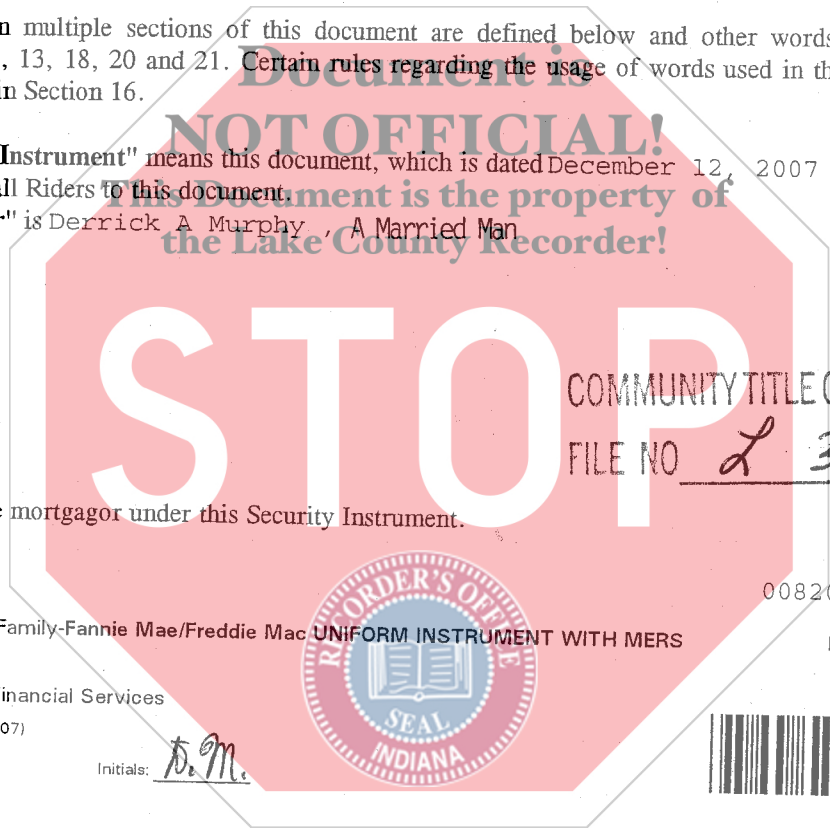 n multiple sections of this document are defined below and other words
, 13, 18, 20 and 21. Certain rules regarding the usage of words used in th
in Section 16.
Document is
NOT OFFICIAL!
Instrument" means this document, which is dated December 12, 2007
ll Riders to this document.
This Document is the property of
" is Derrick A Murphy , A Married Man
the Lake County Recorder!
STOP
COMMUNITY TITLE C
FILE NO L 3
e mortgagor under this Security Instrument.
RECORDER'S OFFICE
SEAL
INDIANA
00820
Family-Fannie Mae/Freddie Mac UNIFORM INSTRUMENT WITH MERS
inancial Services
07)
Initials: D.M.